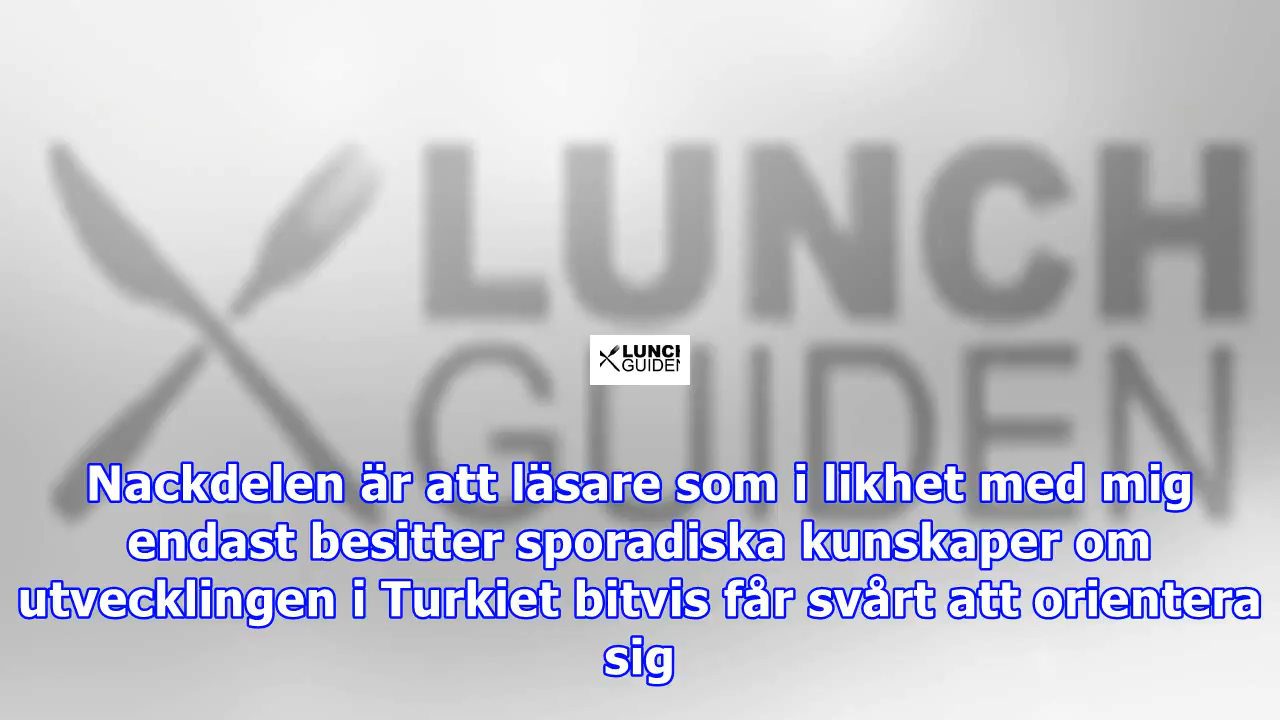 LUNCH
GUIDEN
LUNCI
GUIDEN
Nackdelen är att läsare som i likhet med mig
endast besitter sporadiska kunskaper om
utvecklingen i Turkiet bitvis får svårt att orientera
sig